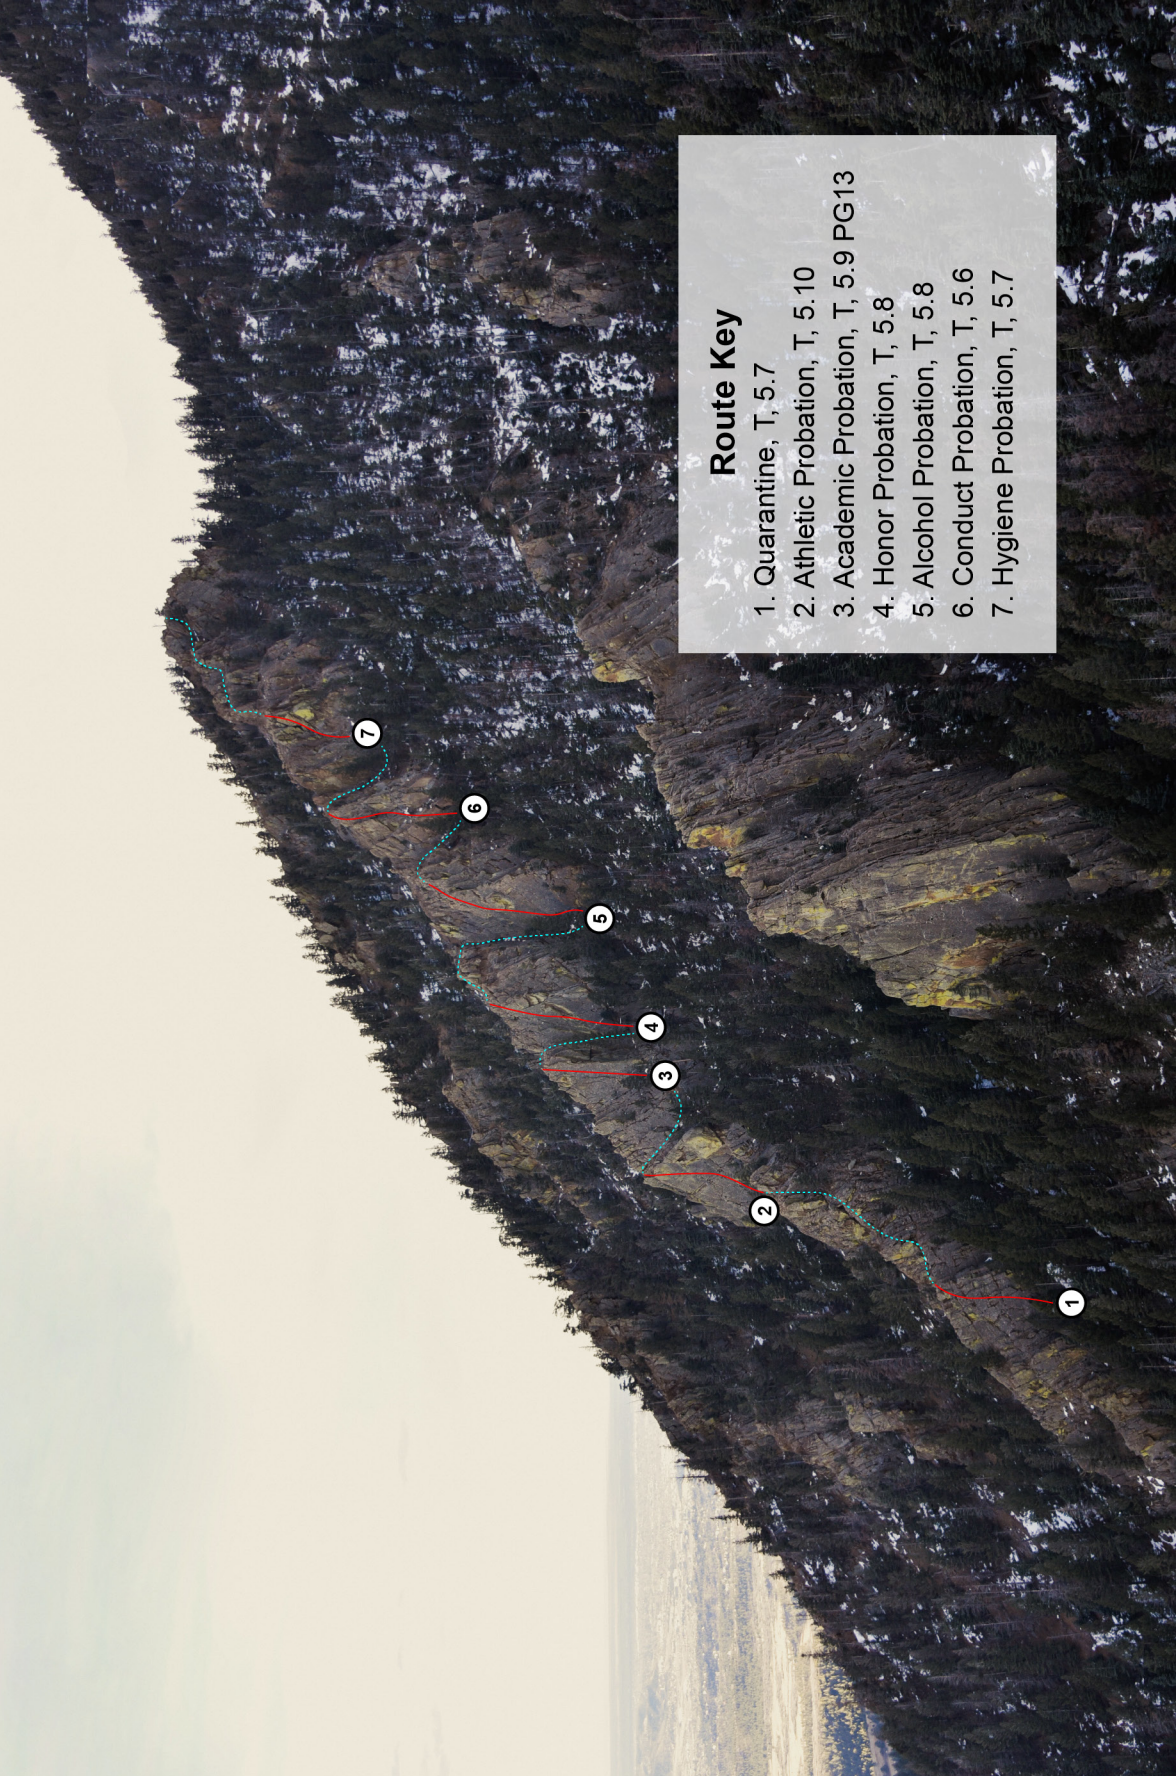 Route Key
1. Quarantine, T, 5.7
2. Athletic Probation, T, 5.10
3. Academic Probation, T, 5.9 PG13
4. Honor Probation, T, 5.8
5. Alcohol Probation, T, 5.8
6. Conduct Probation, T, 5.6
7. Hygiene Probation, T, 5.7
1
2
3
4
5
6
7